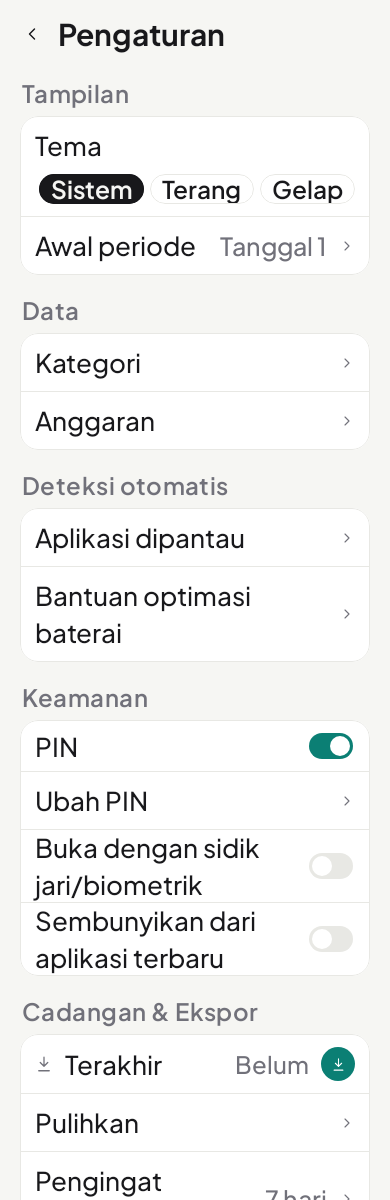 Pengaturan
Tampilan
Tema
Sistem Terang Gelap
Awal periode Tanggal 1
Data
Kategori
Anggaran
Deteksi otomatis
Aplikasi dipantau
Bantuan optimasi
baterai
Keamanan
PIN
Ubah PIN
Buka dengan sidik
jari/biometrik
Sembunyikan dari
aplikasi terbaru
Cadangan & Ekspor
Terakhir Belum
Pulihkan
Pengingat
7 hari